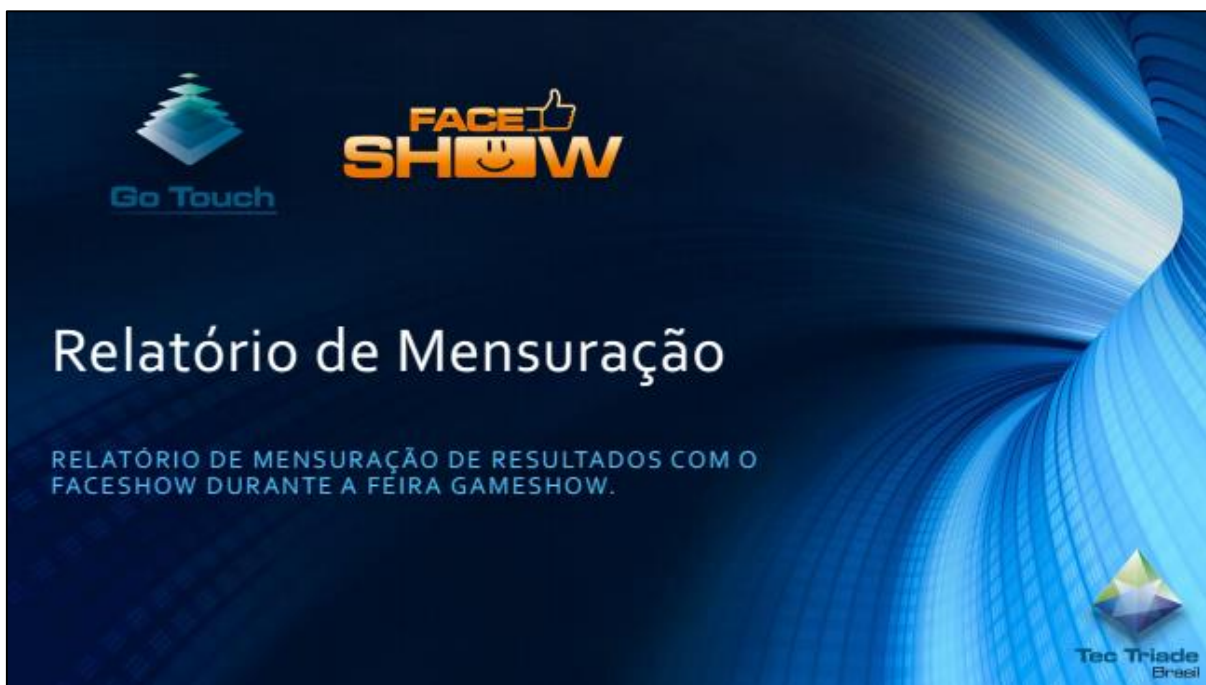 Go Touch
FACE
SHOW
Relatório de Mensuração
RELATÓRIO DE MENSURAÇÃO DE RESULTADOS COM O
FACESHOW DURANTE A FEIRA GAMESHOW.
Tec Triade
Brasil